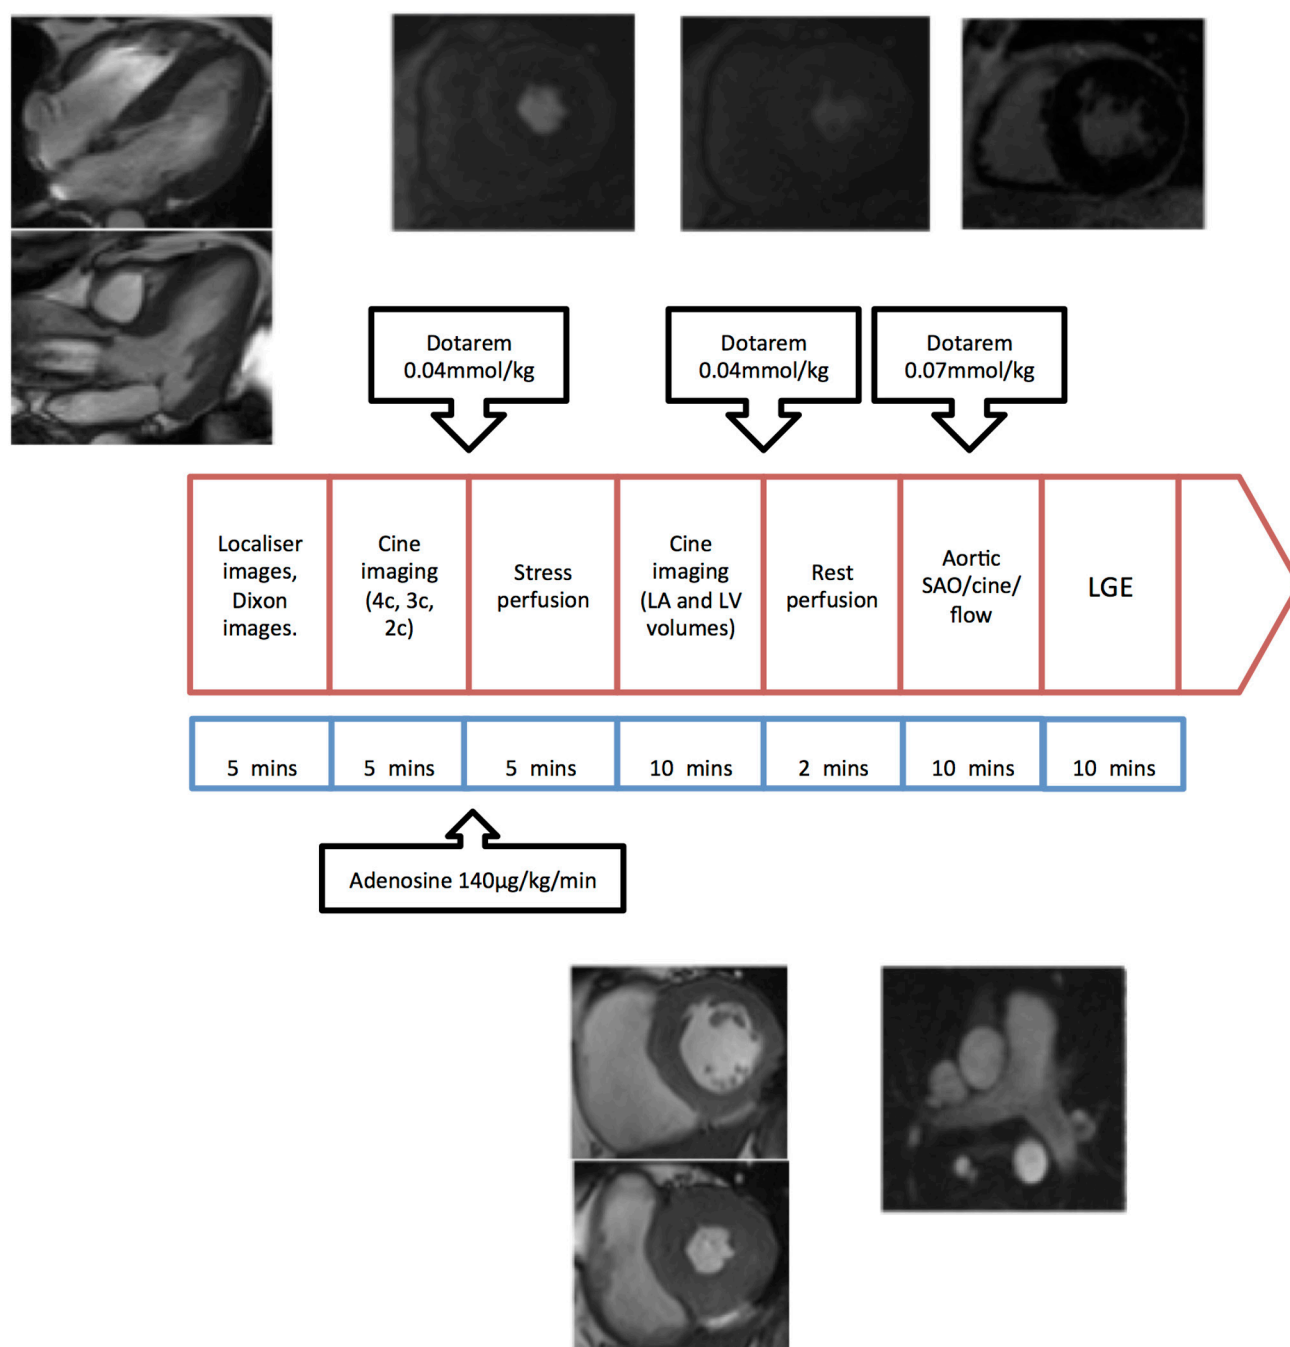 Dotarem
0.04mmol/kg
Dotarem
0.04mmol/kg
Dotarem
0.07mmol/kg
Localiser
images,
Dixon
images.
Cine
imaging
(4c, 3c,
2c)
Stress
perfusion
Cine
imaging
(LA and LV
volumes)
Rest
perfusion
Aortic
SAO/cine/
flow
LGE
5 mins
5 mins
5 mins
10 mins
2 mins
10 mins
10 mins
Adenosine 140µg/kg/min